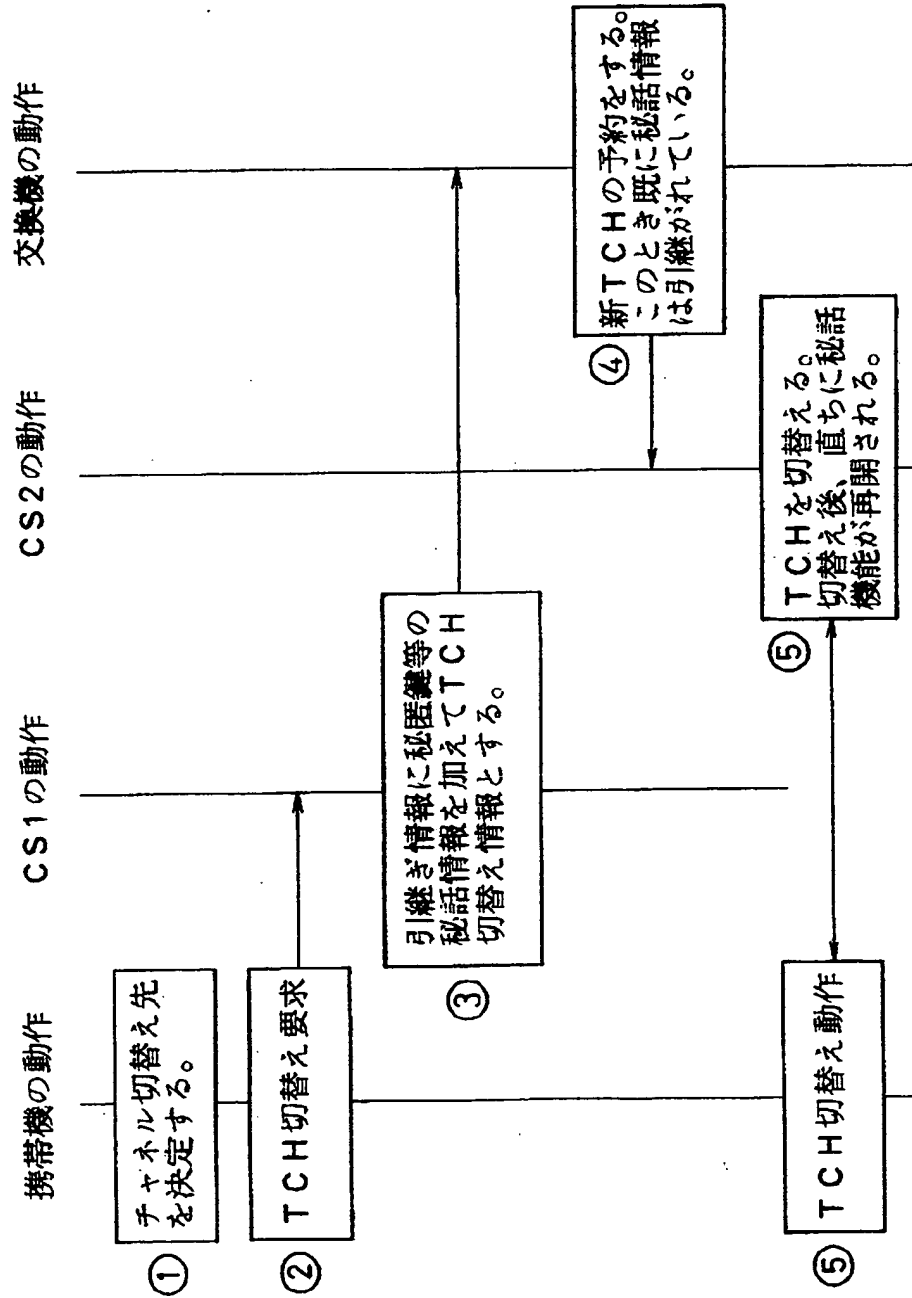 携帯機の動作
CS1の動作
CS2の動作
交換機の動作
①
チャネル切替え先
を決定する。
②
TCH切替え要求
③
引継ぎ情報に秘匿鍵等の
秘話情報を加えてTCH
切替え情報とする。
④
新TCHの予約をする。
このとき既に秘話情報
は引継がれている。
⑤
TCH切替え動作
⑤
TCHを切替える。
切替え後、直ちに秘話
機能が再開される。